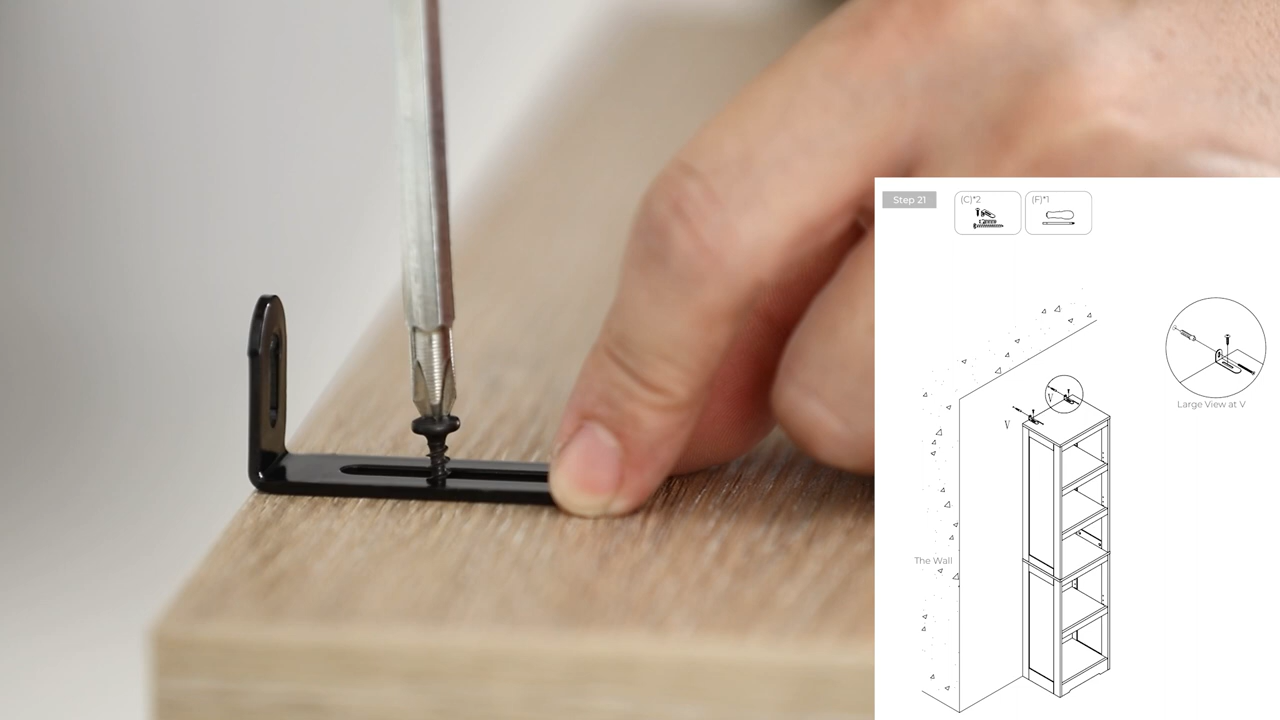 Step 21
(C)*2
(F)*1
V
V
Large View at V
The Wall